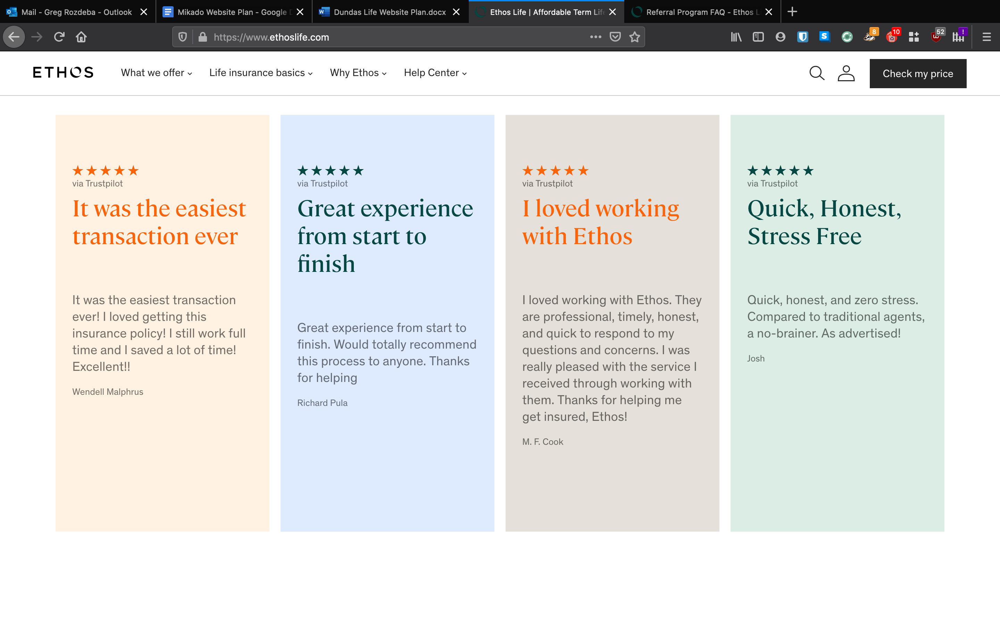 Mail - Greg Rozdeba - Outlook
Mikado Website Plan - Google
Dundas Life Website Plan.docx
Ethos Life | Affordable Term Life
Referral Program FAQ - Ethos L
https://www.ethoslife.com
S
8
10
52
!
ETHOS
What we offer
Life insurance basics
Why Ethos
Help Center
Check my price
★★★★★
via Trustpilot
It was the easiest
transaction ever
It was the easiest transaction
ever! I loved getting this
insurance policy! I still work full
time and I saved a lot of time!
Excellent!!
Wendell Malphrus
★★★★★
via Trustpilot
Great experience
from start to
finish
Great experience from start to
finish. Would totally recommend
this process to anyone. Thanks
for helping
Richard Pula
★★★★★
via Trustpilot
I loved working
with Ethos
I loved working with Ethos. They
are professional, timely, honest,
and quick to respond to my
questions and concerns. I was
really pleased with the service I
received through working with
them. Thanks for helping me
get insured, Ethos!
M. F. Cook
★★★★★
via Trustpilot
Quick, Honest,
Stress Free
Quick, honest, and zero stress.
Compared to traditional agents,
a no-brainer. As advertised!
Josh